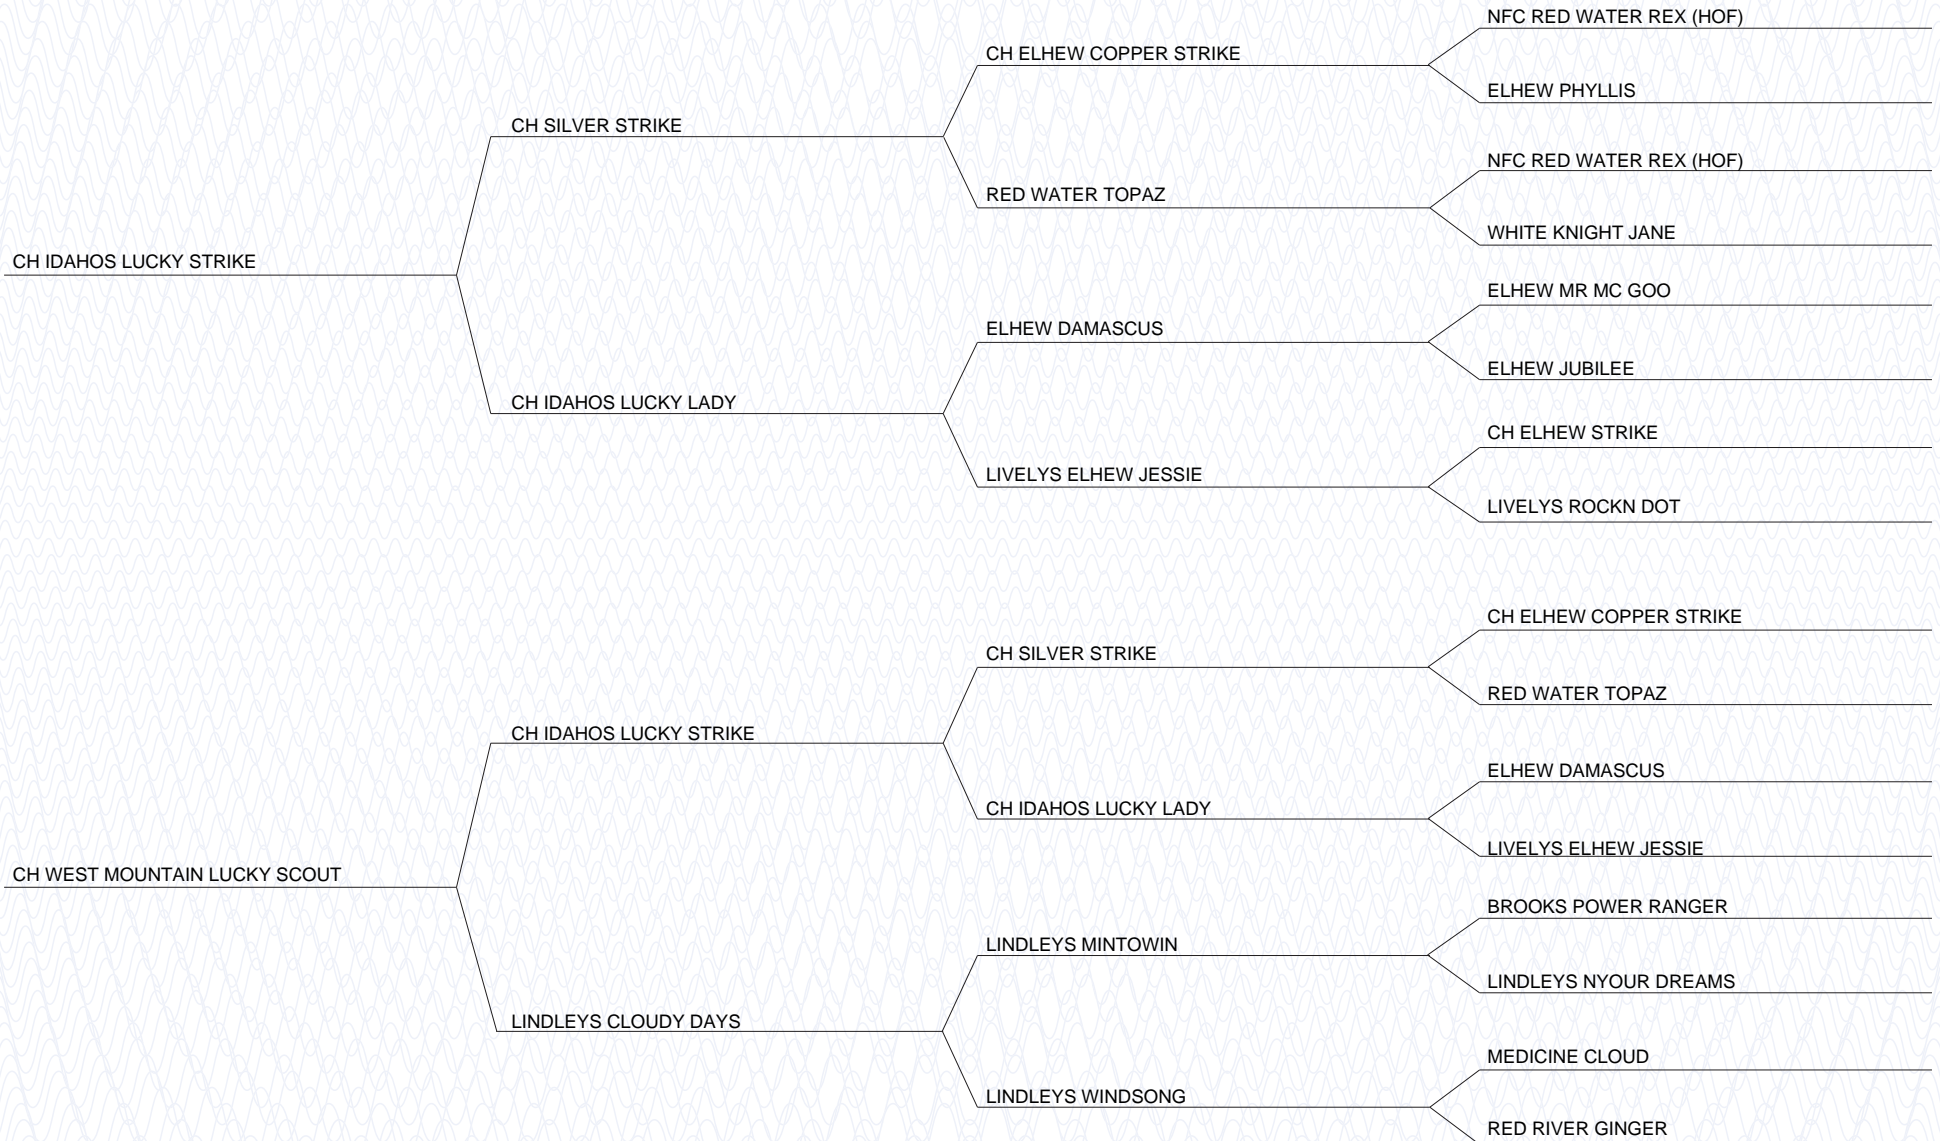 NFC RED WATER REX (HOF)
CH ELHEW COPPER STRIKE
ELHEW PHYLLIS
CH SILVER STRIKE
NFC RED WATER REX (HOF)
RED WATER TOPAZ
WHITE KNIGHT JANE
CH IDAHOS LUCKY STRIKE
ELHEW MR MC GOO
ELHEW DAMASCUS
ELHEW JUBILEE
CH IDAHOS LUCKY LADY
CH ELHEW STRIKE
LIVELYS ELHEW JESSIE
LIVELYS ROCKN DOT
CH ELHEW COPPER STRIKE
CH SILVER STRIKE
RED WATER TOPAZ
CH IDAHOS LUCKY STRIKE
ELHEW DAMASCUS
CH IDAHOS LUCKY LADY
LIVELYS ELHEW JESSIE
CH WEST MOUNTAIN LUCKY SCOUT
BROOKS POWER RANGER
LINDLEYS MINTOWIN
LINDLEYS NYOUR DREAMS
LINDLEYS CLOUDY DAYS
MEDICINE CLOUD
LINDLEYS WINDSONG
RED RIVER GINGER